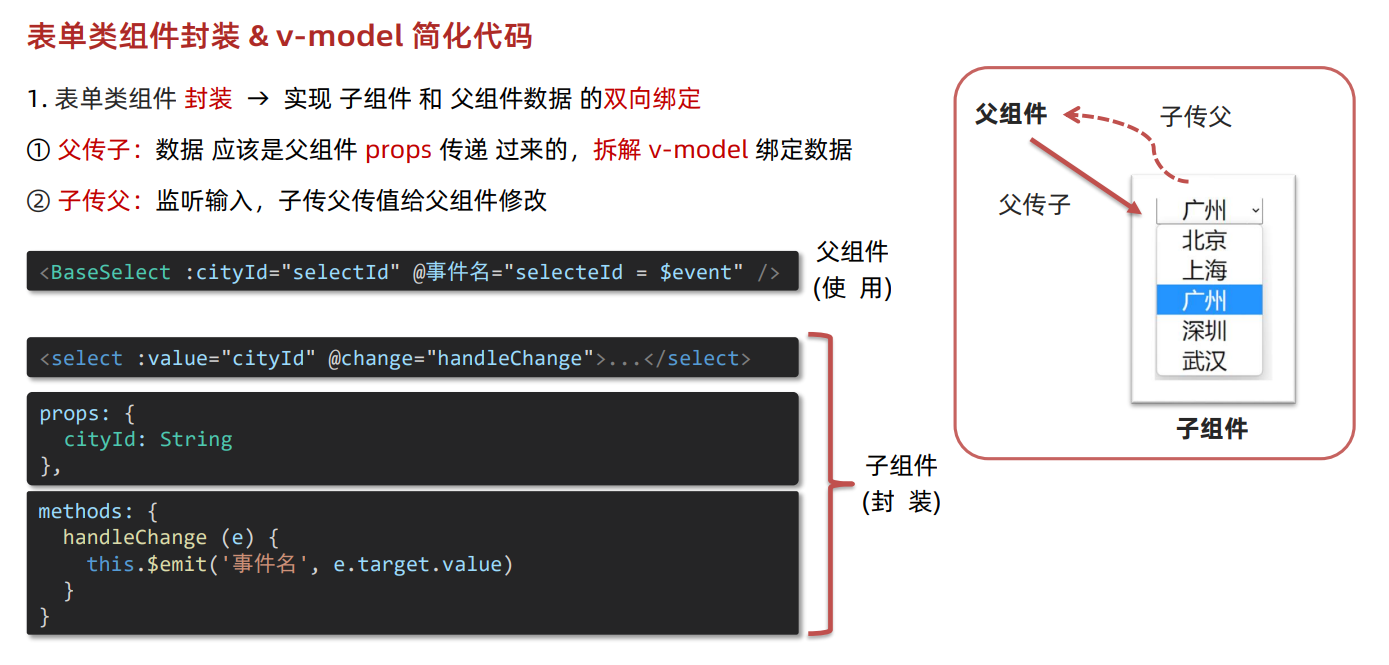 表单类组件封装 & v-model 简化代码
1. 表单类组件 封装 → 实现 子组件 和 父组件数据 的双向绑定
① 父传子：数据 应该是父组件 props 传递 过来的，拆解 v-model 绑定数据
② 子传父：监听输入，子传父传值给父组件修改
<BaseSelect :cityId="selectId" @事件名="selecteId = $event" />
父组件
(使 用)
<select :value="cityId" @change="handleChange">...</select>
props: {
cityId: String
},
methods: {
handleChange (e) {
this.$emit('事件名', e.target.value)
}
}
子组件
(封 装)
父组件
子传父
父传子
广州
北京
上海
广州
深圳
武汉
子组件